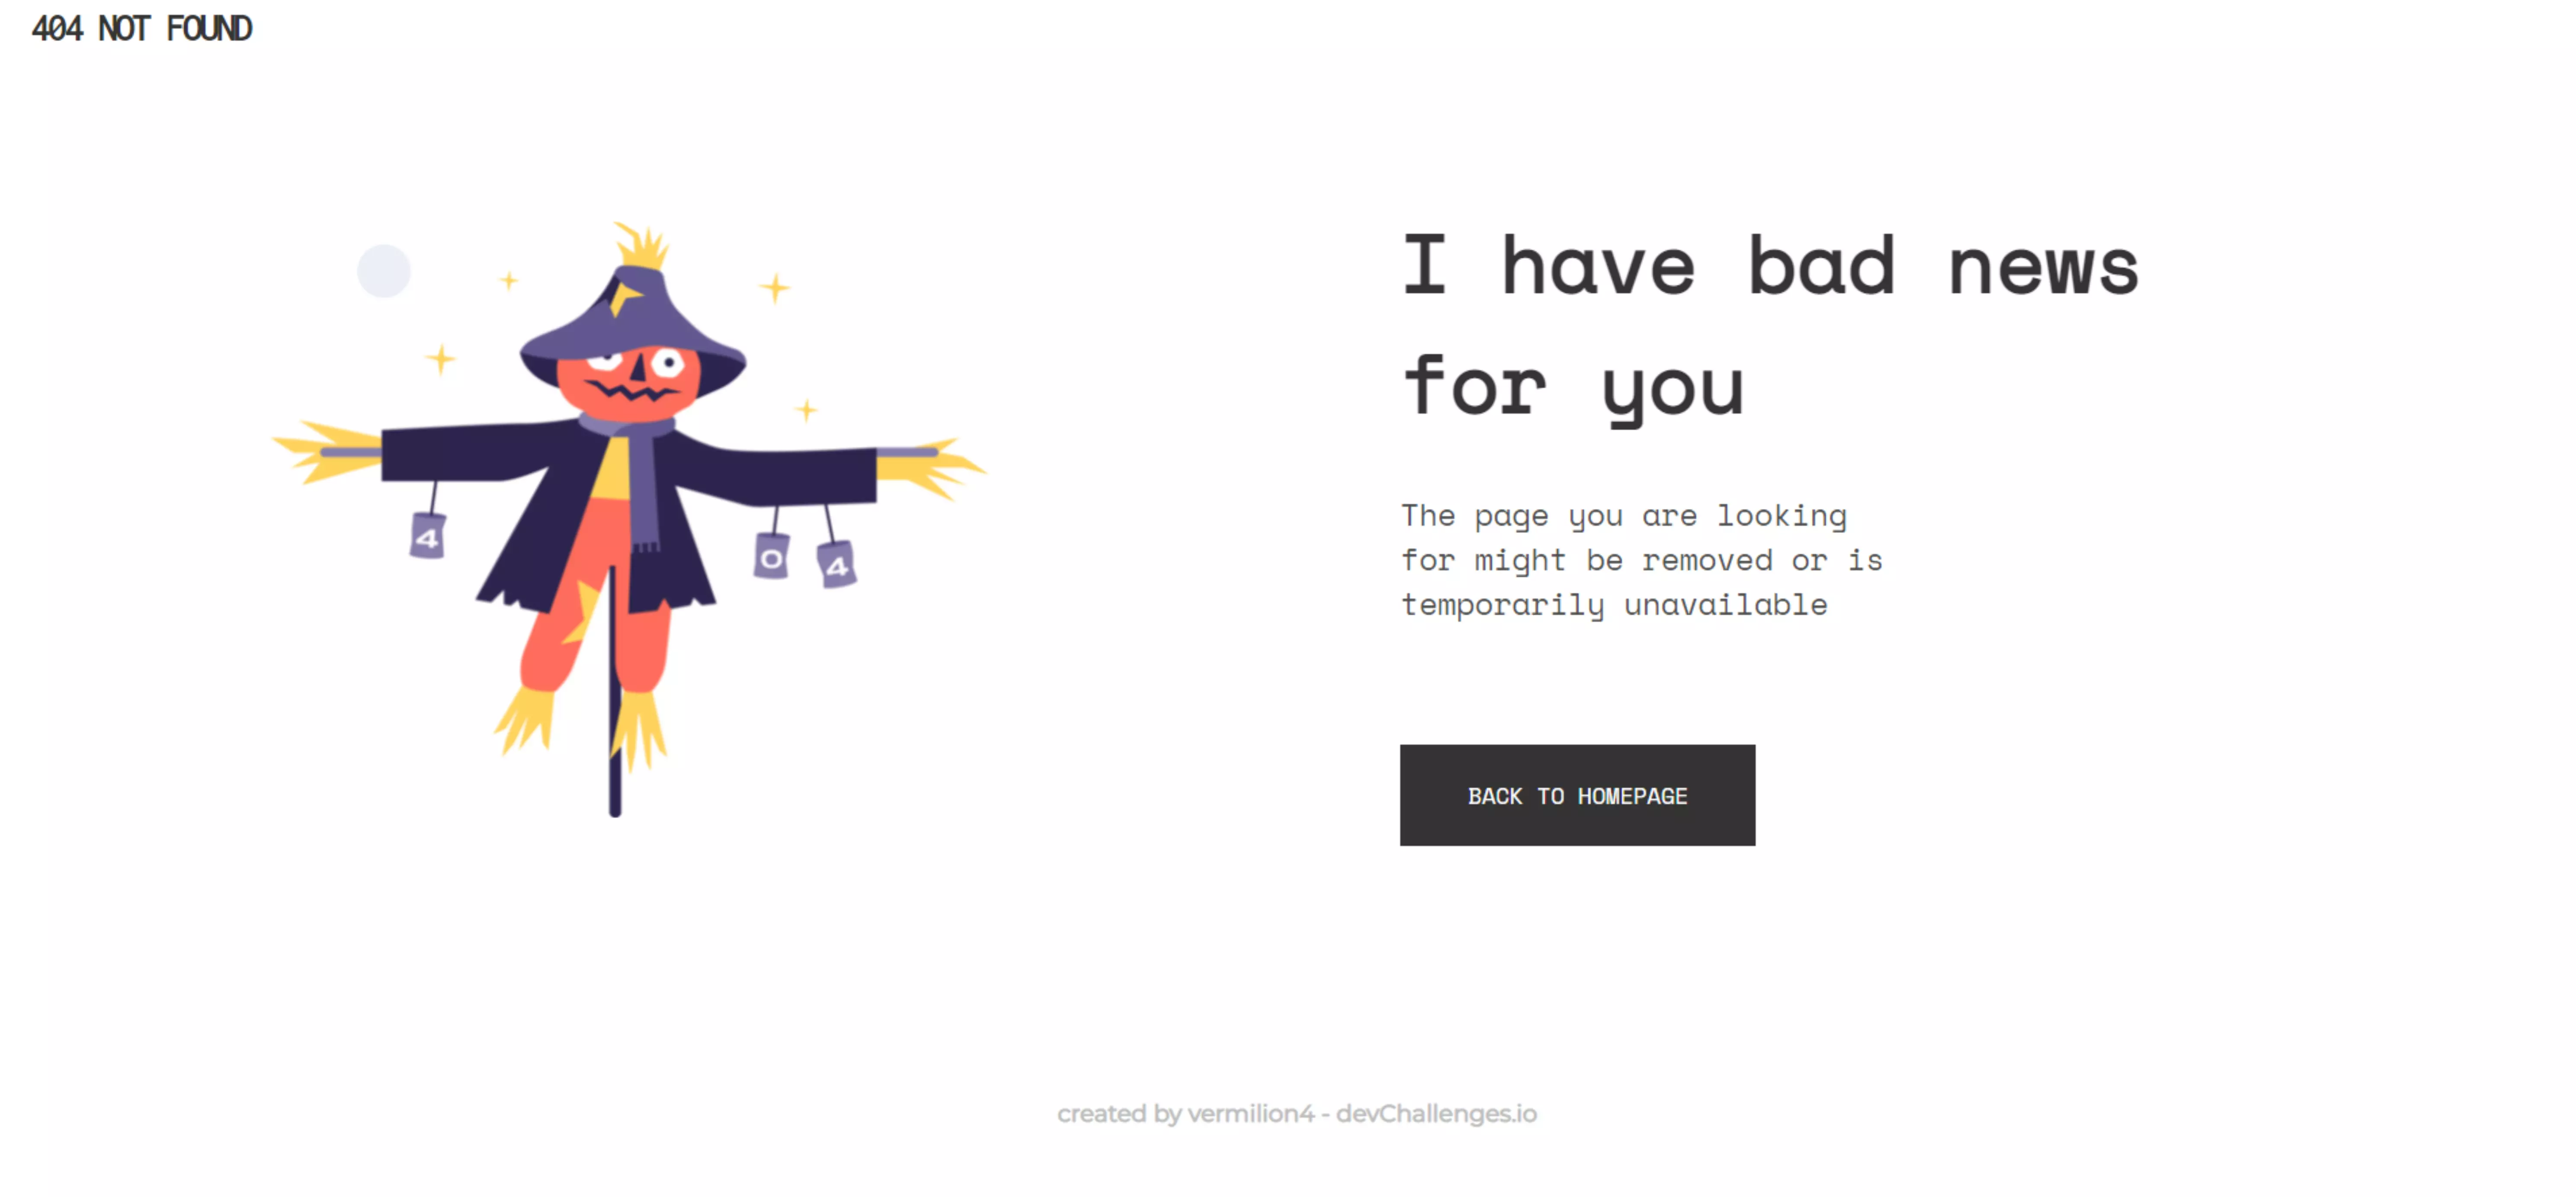 404 NOT FOUND
I have bad news
for you
4
0
4
The page you are looking
for might be removed or is
temporarily unavailable
BACK TO HOMEPAGE
created by vermilion4 - devChallenges.io